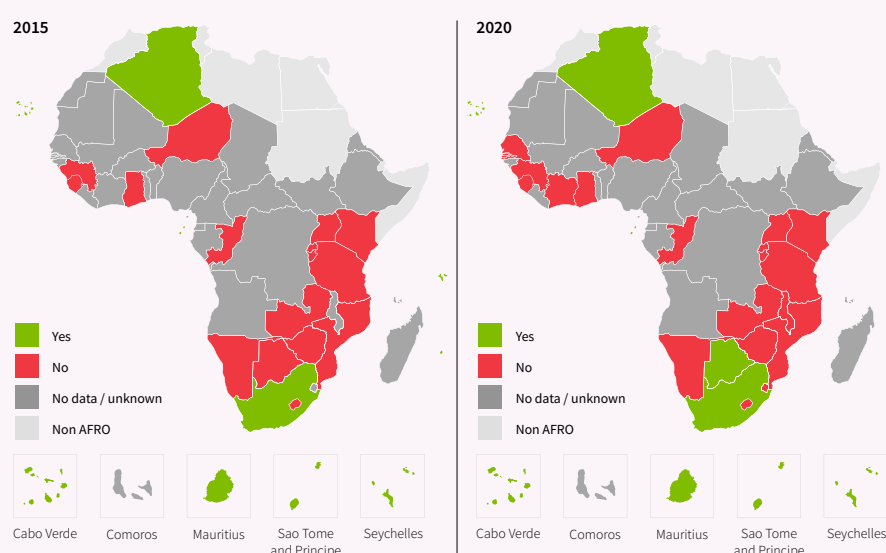 2015
Yes
No
No data / unknown
Non AFRO
Cabo Verde
Comoros
Mauritius
Sao Tome
and Principe
Seychelles
2020
Yes
No
No data / unknown
Non AFRO
Cabo Verde
Comoros
Mauritius
Sao Tome
and Principe
Seychelles